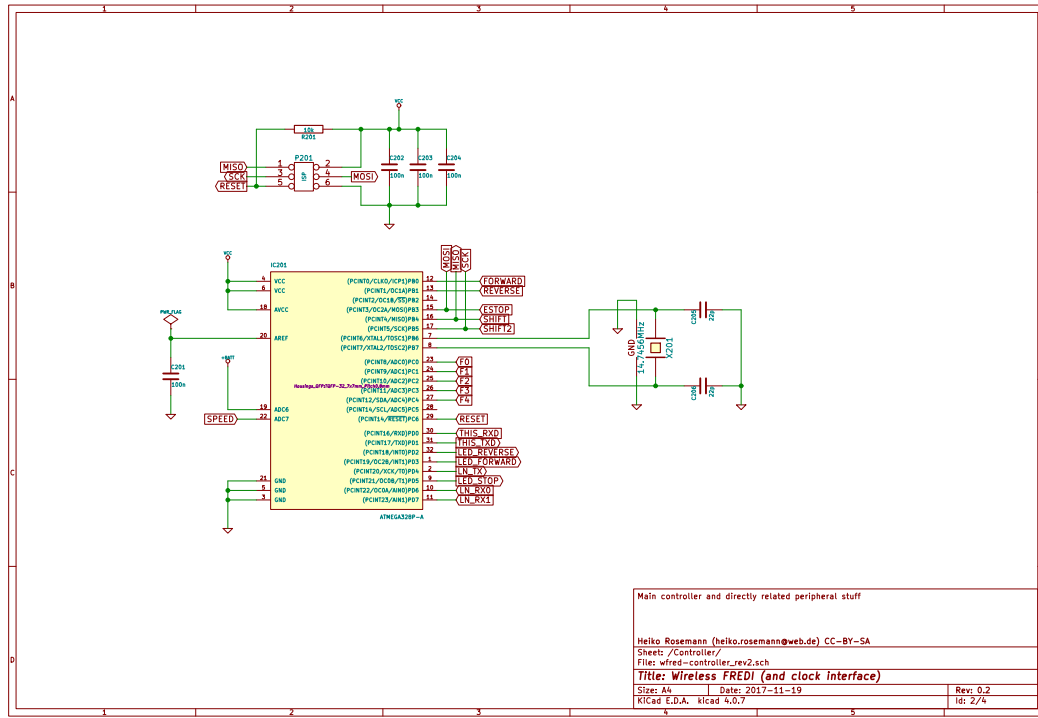 1 2 3 4 5
A
B
C
D
VCC
10k
R201
P201
ISP
MISO 1 2
SCK 3 4 MOSI
RESET 5 6
C202
100n
C203
100n
C204
100n
MOSI
MISO
SCK
VCC
IC201
4 VCC
6 VCC
18 AVCC
20 AREF
19 ADC6
SPEED 22 ADC7
21 GND
5 GND
3 GND
PWR_FLAG
+BATT
C201
100n
(PCINT0/CLKO/ICP1)PB0 12 FORWARD
(PCINT1/OC1A)PB1 13 REVERSE
(PCINT2/OC1B/SS)PB2 14
(PCINT3/OC2A/MOSI)PB3 15 ESTOP
(PCINT4/MISO)PB4 16 SHIFT
(PCINT5/SCK)PB5 17 SHIFT2
(PCINT6/XTAL1/TOSC1)PB6 7
(PCINT7/XTAL2/TOSC2)PB7 8
(PCINT8/ADC0)PC0 23 F0
(PCINT9/ADC1)PC1 24 F1
(PCINT10/ADC2)PC2 25 F2
(PCINT11/ADC3)PC3 26 F3
(PCINT12/SDA/ADC4)PC4 27 F4
(PCINT14/SCL/ADC5)PC5 28
(PCINT14/RESET)PC6 29 RESET
(PCINT16/RXD)PD0 30 THIS_RXD
(PCINT17/TXD)PD1 31 THIS_TXD
(PCINT18/INT0)PD2 32 LED_REVERSE
(PCINT19/OC2B/INT1)PD3 1 LED_FORWARD
(PCINT20/XCK/T0)PD4 2 LN_TX
(PCINT21/OC0B/T1)PD5 9 LED_STOP
(PCINT22/OC0A/AIN0)PD6 10 LN_RX0
(PCINT23/AIN1)PD7 11 LN_RX1
ATMEGA328P-A
GND
14.7456MHz
X201
C205
22p
C206
22p
Main controller and directly related peripheral stuff
Heiko Rosemann (heiko.rosemann@web.de) CC-BY-SA
Sheet: /Controller/
File: wfred-controller_rev2.sch
Title: Wireless FREDI (and clock interface)
Size: A4 Date: 2017-11-19 Rev: 0.2
KiCad E.D.A. kicad 4.0.7 Id: 2/4
1 2 3 4 5